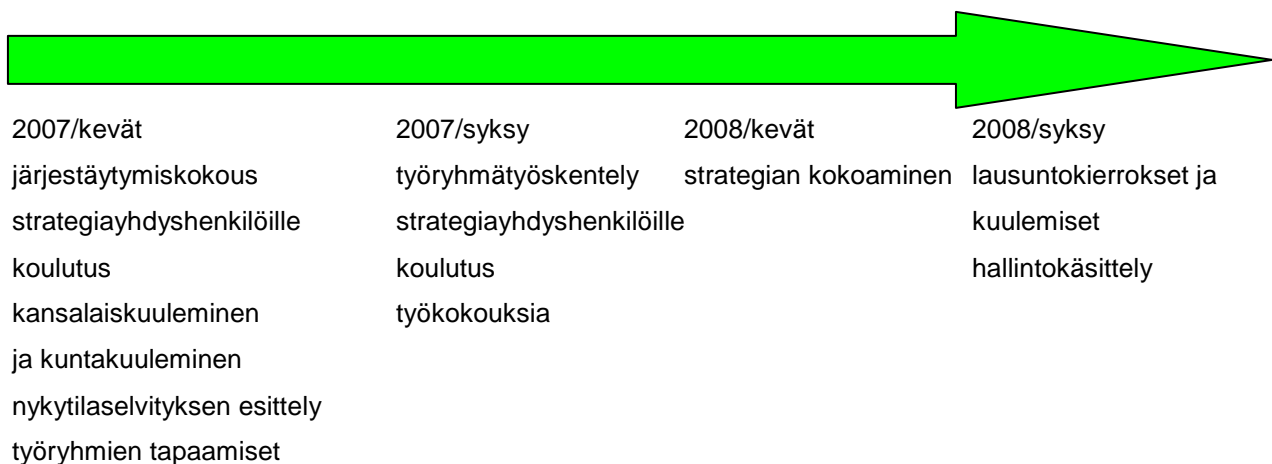 2007/kevät
järjestäytymiskokous
strategiayhdyshenkilöille
koulutus
kansalaiskuuleminen
ja kuntakuuleminen
nykytilaselvityksen esittely
työryhmien tapaamiset
2007/syksy
työryhmätyöskentely
strategiayhdyshenkilöille
koulutus
työkokouksia
2008/kevät
strategian kokoaminen
2008/syksy
lausuntokierrokset ja
kuulemiset
hallintokäsittely